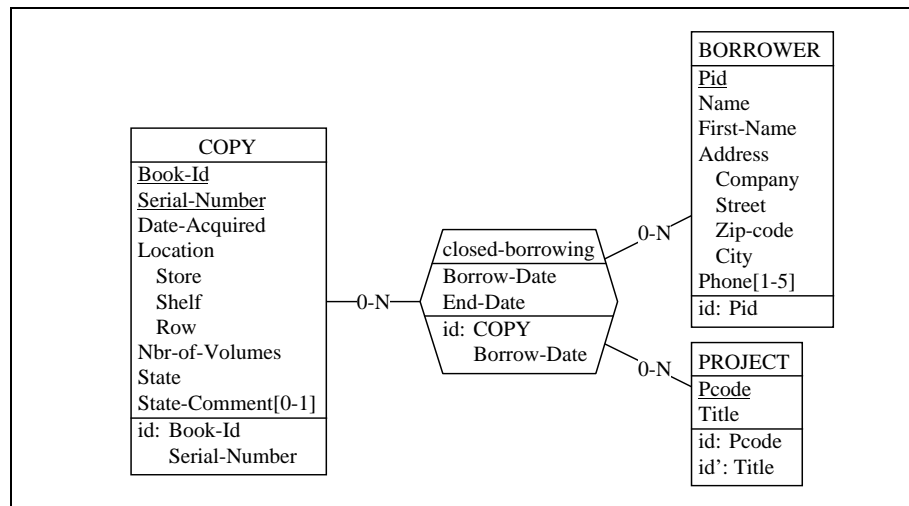 COPY
Book-Id
Serial-Number
Date-Acquired
Location
Store
Shelf
Row
Nbr-of-Volumes
State
State-Comment[0-1]
id: Book-Id
Serial-Number
0-N
closed-borrowing
Borrow-Date
End-Date
id: COPY
Borrow-Date
0-N
0-N
BORROWER
Pid
Name
First-Name
Address
Company
Street
Zip-code
City
Phone[1-5]
id: Pid
PROJECT
Pcode
Title
id: Pcode
id’: Title